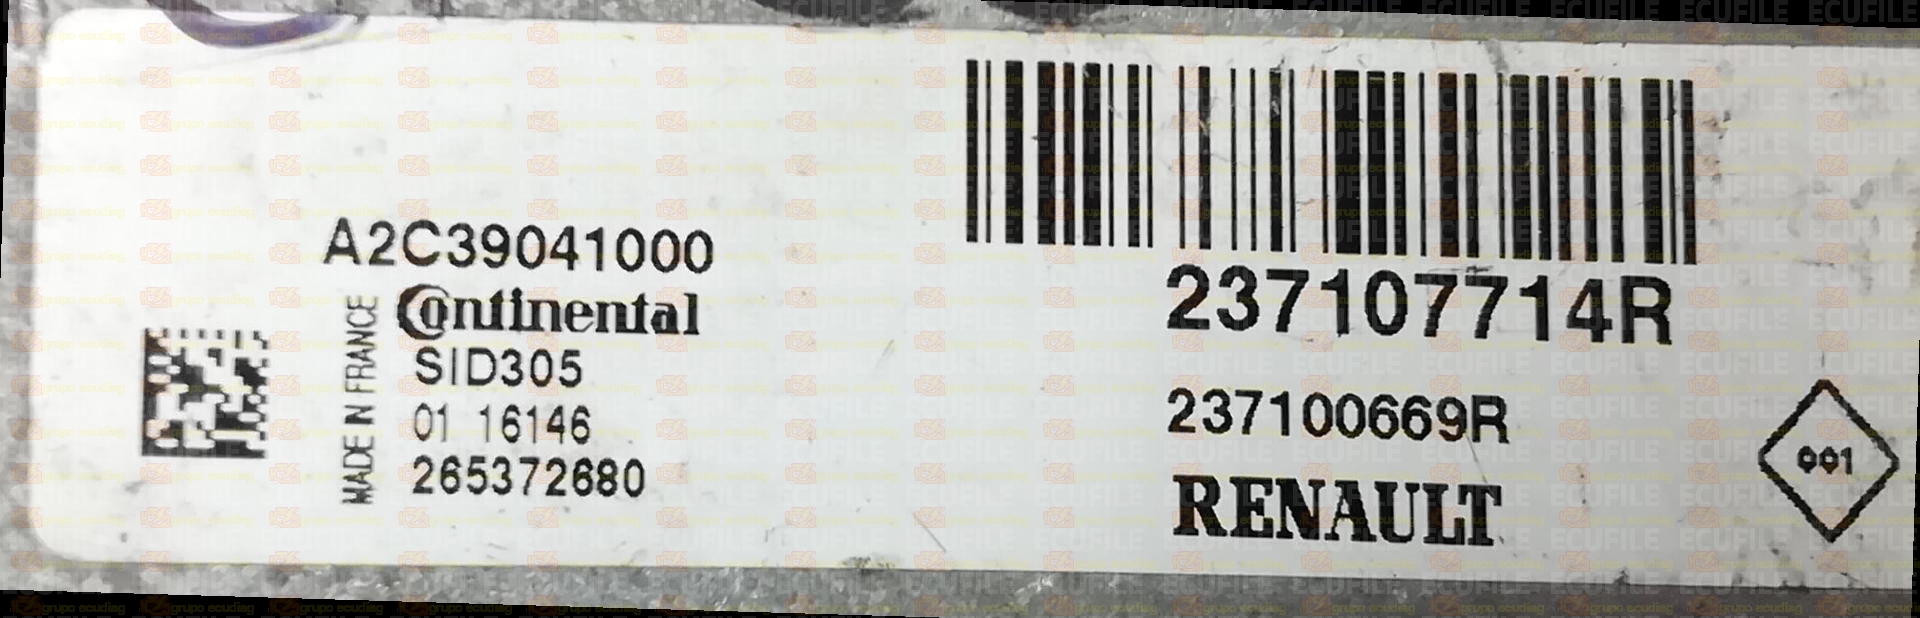 A2C39041000
Continental
SID305
01 16146
265372680
MADE IN FRANCE
237107714R
237100669R
RENAULT
001
grupo ecudiag
ECUFILE